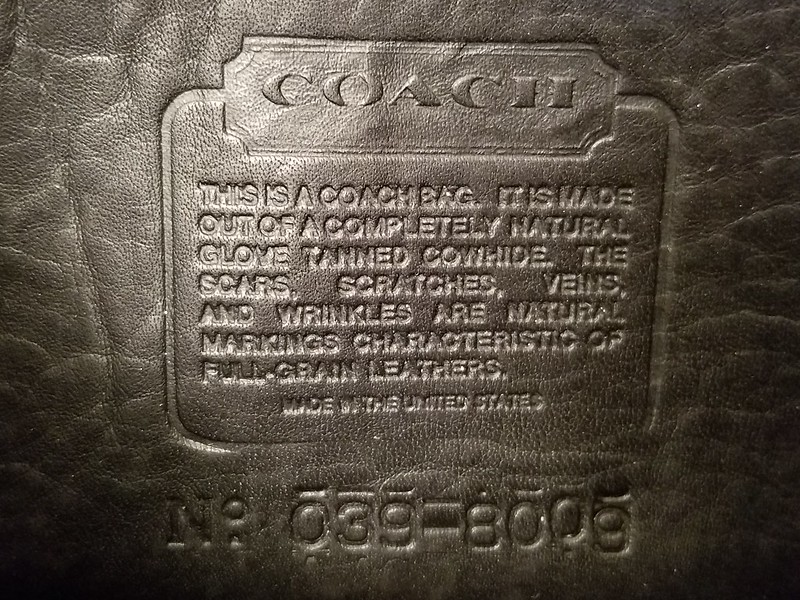 COACH
THIS IS A COACH BAG. IT IS MADE
OUT OF A COMPLETELY NATURAL
GLOVE TANNED COWHIDE. THE
SCARS, SCRATCHES, VEINS,
AND WRINKLES ARE NATURAL
MARKINGS CHARACTERISTIC OF
FULL-GRAIN LEATHERS.
MADE IN THE UNITED STATES
Nº 039-8009